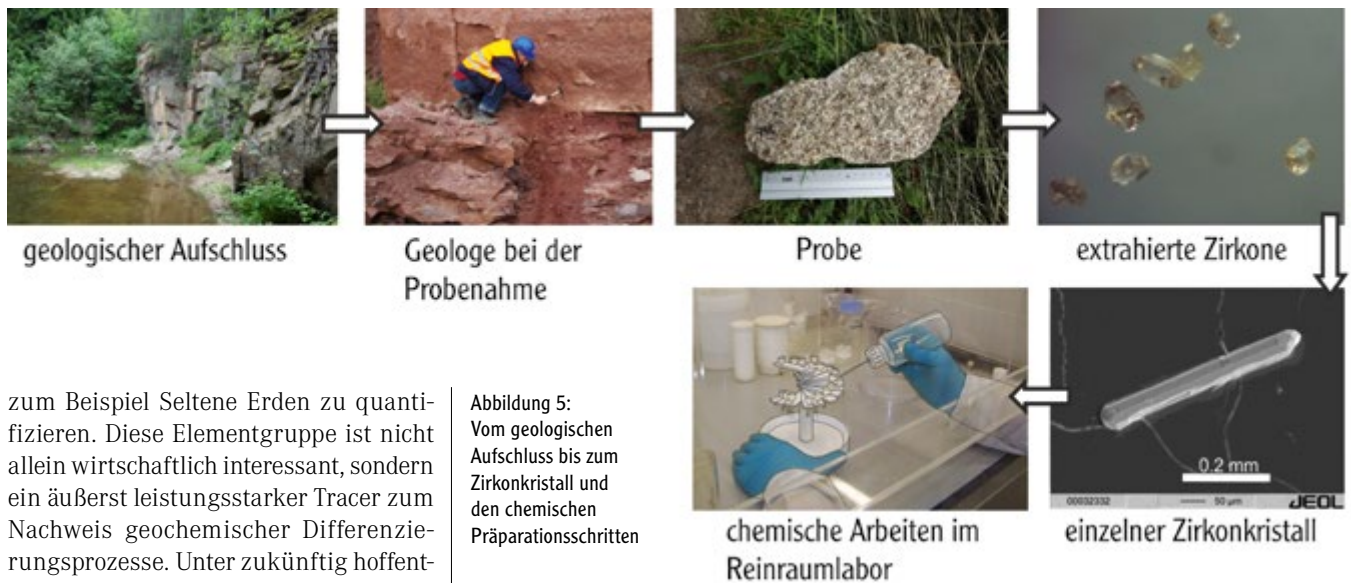 geologischer Aufschluss
Geologe bei der
Probenahme
Probe
extrahierte Zirkone
zum Beispiel Seltene Erden zu quanti-
fizieren. Diese Elementgruppe ist nicht
allein wirtschaftlich interessant, sondern
ein äußerst leistungsstarker Tracer zum
Nachweis geochemischer Differenzie-
rungsprozesse. Unter zukünftig hoffent-
Abbildung 5:
Vom geologischen
Aufschluss bis zum
Zirkonkristall und
den chemischen
Präparationsschritten
chemische Arbeiten im
Reinraumlabor
0.2 mm
00032332 50 µm JEOL
einzelner Zirkonkristall